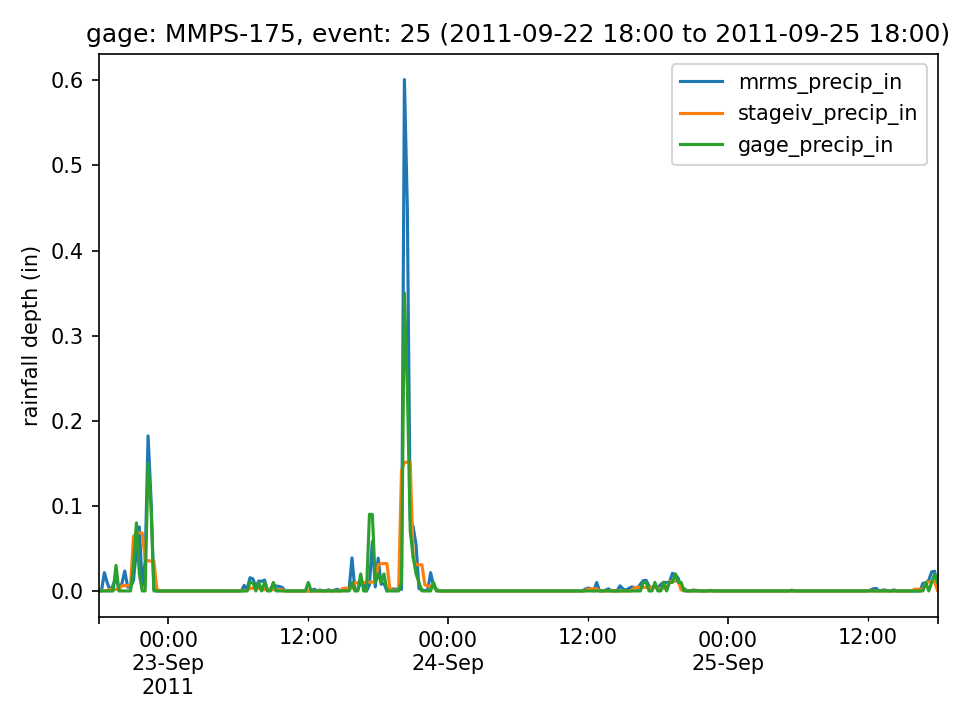 gage: MMPS-175, event: 25 (2011-09-22 18:00 to 2011-09-25 18:00)
mrms_precip_in
stageiv_precip_in
gage_precip_in
rainfall depth (in)
0.6
0.5
0.4
0.3
0.2
0.1
0.0
00:00 12:00 00:00 12:00 00:00 12:00
23-Sep 24-Sep 25-Sep
2011